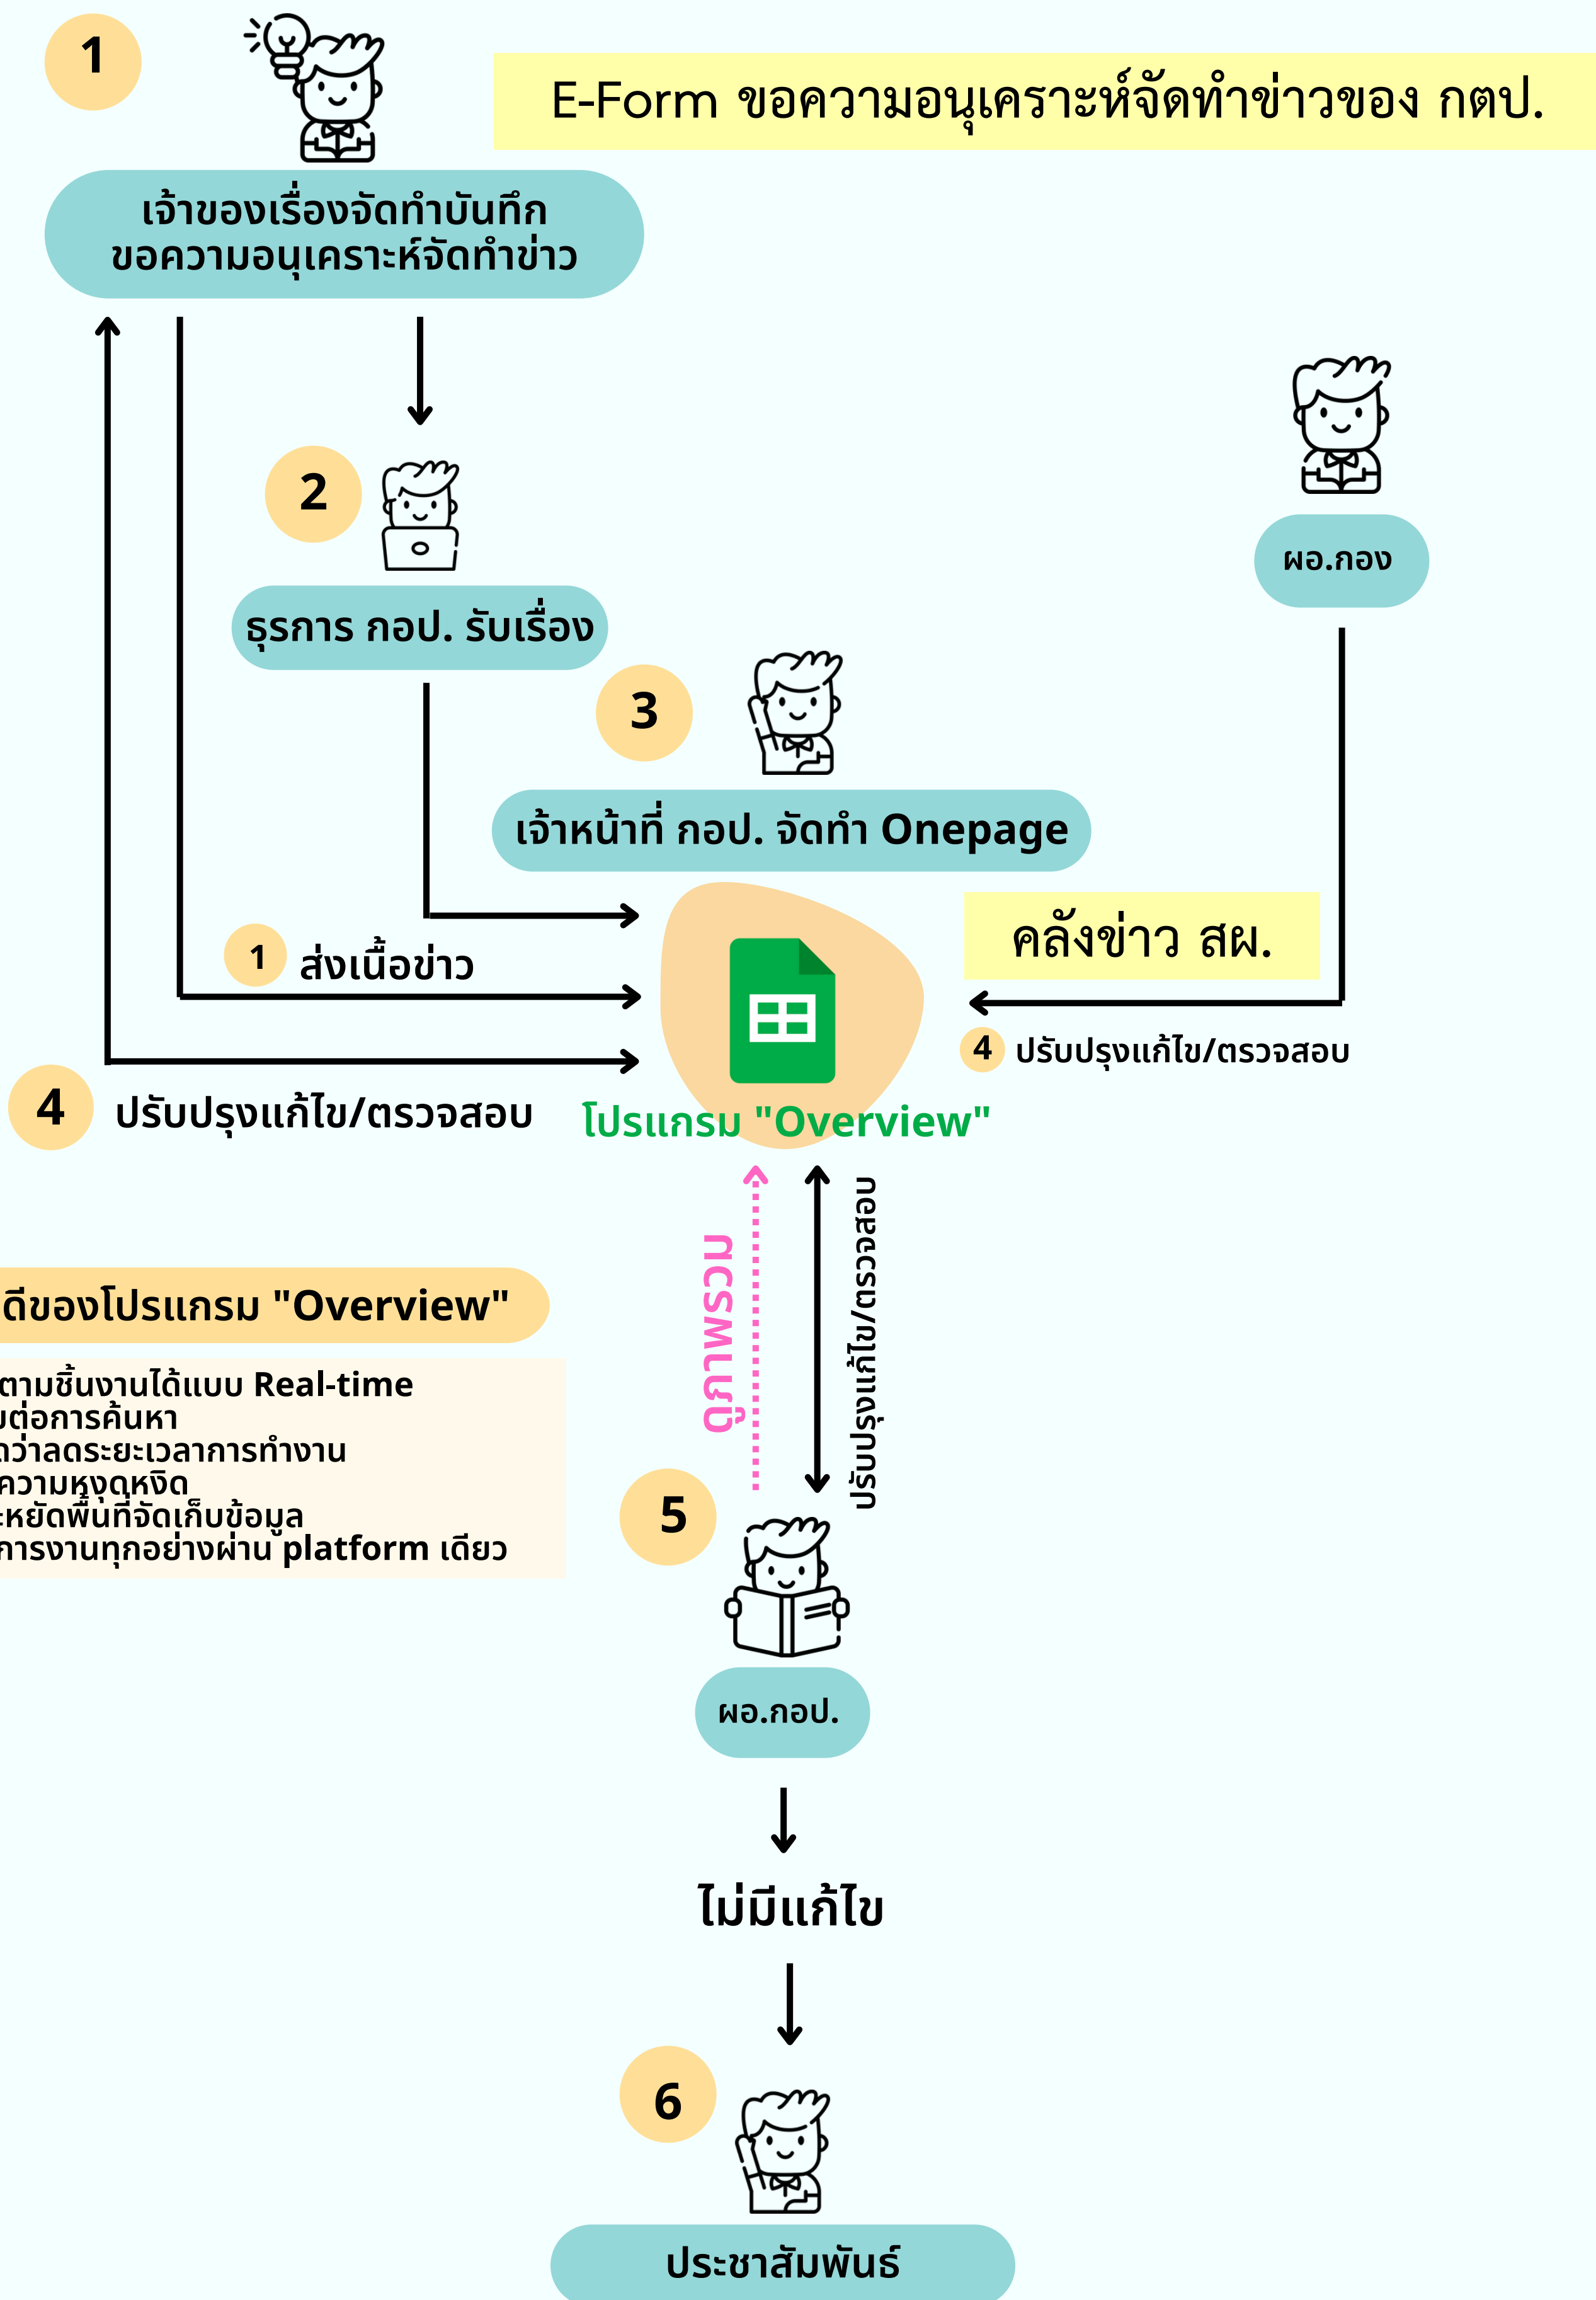 1
E-Form ขอความอนุเคราะห์จัดทำข่าวของ กตป.
เจ้าของเรื่องจัดทำบันทึก
ขอความอนุเคราะห์จัดทำข่าว
2
ธุรการ กอป. รับเรื่อง
ผอ.กอง
3
เจ้าหน้าที่ กอป. จัดทำ Onepage
คลังข่าว สผ.
1 ส่งเนื้อข่าว
4 ปรับปรุงแก้ไข/ตรวจสอบ
4 ปรับปรุงแก้ไข/ตรวจสอบ
โปรแกรม "Overview"
ดูภาพรวม
ปรับปรุงแก้ไข/ตรวจสอบ
ดีของโปรแกรม "Overview"
ตามชิ้นงานได้แบบ Real-time
ต่อการค้นหา
ว่าลดระยะเวลาการทำงาน
ความหงุดหงิด
หยัดพื้นที่จัดเก็บข้อมูล
การงานทุกอย่างผ่าน platform เดียว
5
ผอ.กอป.
ไม่มีแก้ไข
6
ประชาสัมพันธ์